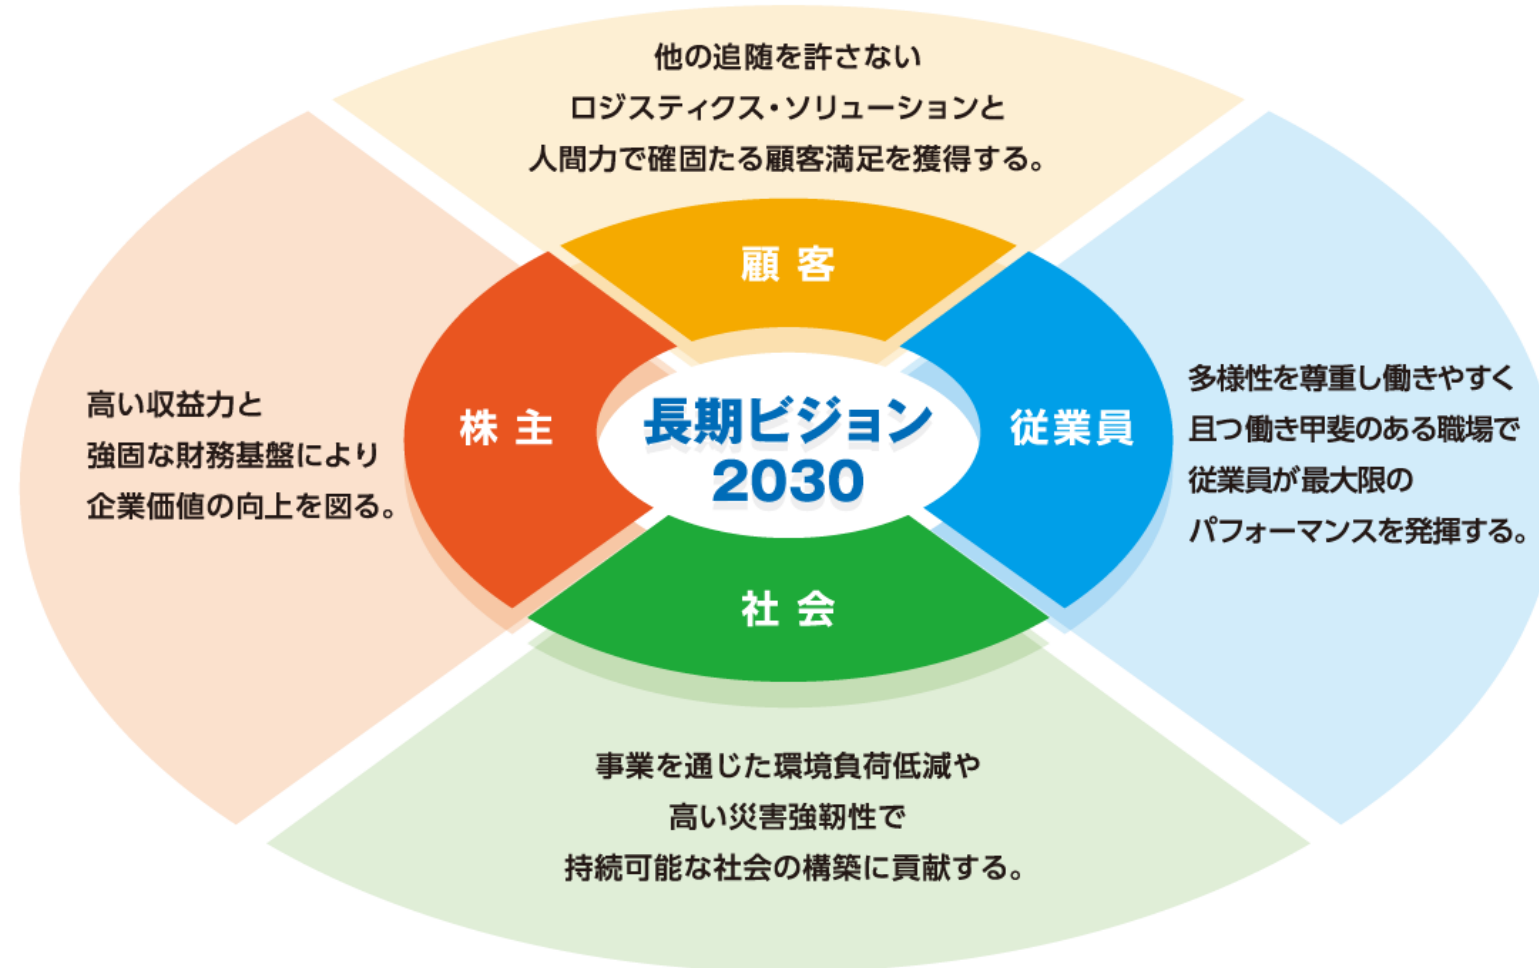 他の追随を許さない
ロジスティクス・ソリューションと
人間力で確固たる顧客満足を獲得する。
顧客
高い収益力と
強固な財務基盤により
企業価値の向上を図る。
株主
長期ビジョン
2030
従業員
多様性を尊重し働きやすく
且つ働き甲斐のある職場で
従業員が最大限の
パフォーマンスを発揮する。
社会
事業を通じた環境負荷低減や
高い災害強靭性で
持続可能な社会の構築に貢献する。